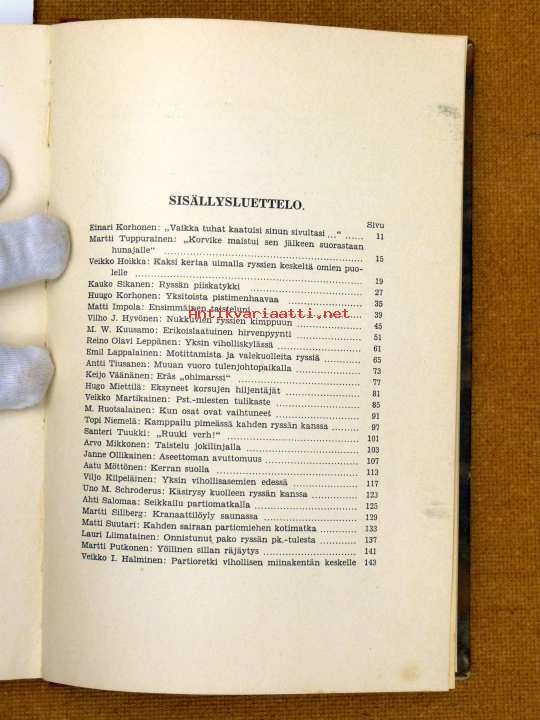 SISÄLLYSLUETTELO.
Sivu
Einari Korhonen: „Vaikka tuhat kaatuisi sinun sivultasi ...“ ...... 11
Martti Tuppurainen: „Korvike maistui sen jälkeen suorastaan
hunajalle“ ...... 15
Veikko Hoikka: Kaksi kertaa uimalla ryssien keskeltä omien puo-
lelle ...... 19
Kauko Sikanen: Ryssän piiskatykki ...... 27
Huugo Korhonen: Yksitoista pistimenhaavaa ...... 35
Matti Impola: Ensimmäinen taisteluni ...... 39
Antikvariaatti.net
Vilho J. Hyvönen: Nukkuvien ryssien kimppuun ...... 45
M. W. Kuusamo: Erikoislaatuinen hirvenpyynti ...... 51
Reino Olavi Leppänen: Yksin vihollískylässä ...... 61
Emil Lappalainen: Motittamista ja valekuolleita ryssiä ...... 65
Antti Tiusanen: Muuan vuoro tulenjohtopaikalla ...... 73
Keijo Väänänen: Eräs „ohimarssi“ ...... 77
Hugo Miettilä: Eksyneet korsujen hiljentäjät ...... 81
Veikko Martikainen: Pst.-miesten tulikaste ...... 85
M. Ruotsalainen: Kun osat ovat vaihtuneet ...... 91
Topi Niemelä: Kamppailu pimeässä kahden ryssän kanssa ...... 97
Santeri Tuukki: „Ruuki verh!“ ...... 101
Arvo Mikkonen: Taistelu jokilinjalla ...... 103
Janne Ollikainen: Aseettoman avuttomuus ...... 107
Aatu Möttönen: Kerran suolla ...... 113
Viljo Kilpeläinen: Yksin vihollisasemien edessä ...... 117
Uno M. Schroderus: Käsirysy kuolleen ryssän kanssa ...... 123
Ahti Salomaa: Seikkailu partiomatkalla ...... 125
Martti Sillberg: Kranaattilöyly saunassa ...... 129
Matti Suutari: Kahden sairaan partiomiehen kotimatka ...... 133
Lauri Liimatainen: Onnistunut pako ryssän pk.-tulesta ...... 137
Martti Putkonen: Yöllinen sillan räjäytys ...... 141
Veikko I. Halminen: Partioretki vihollisen miinakentän keskelle 143